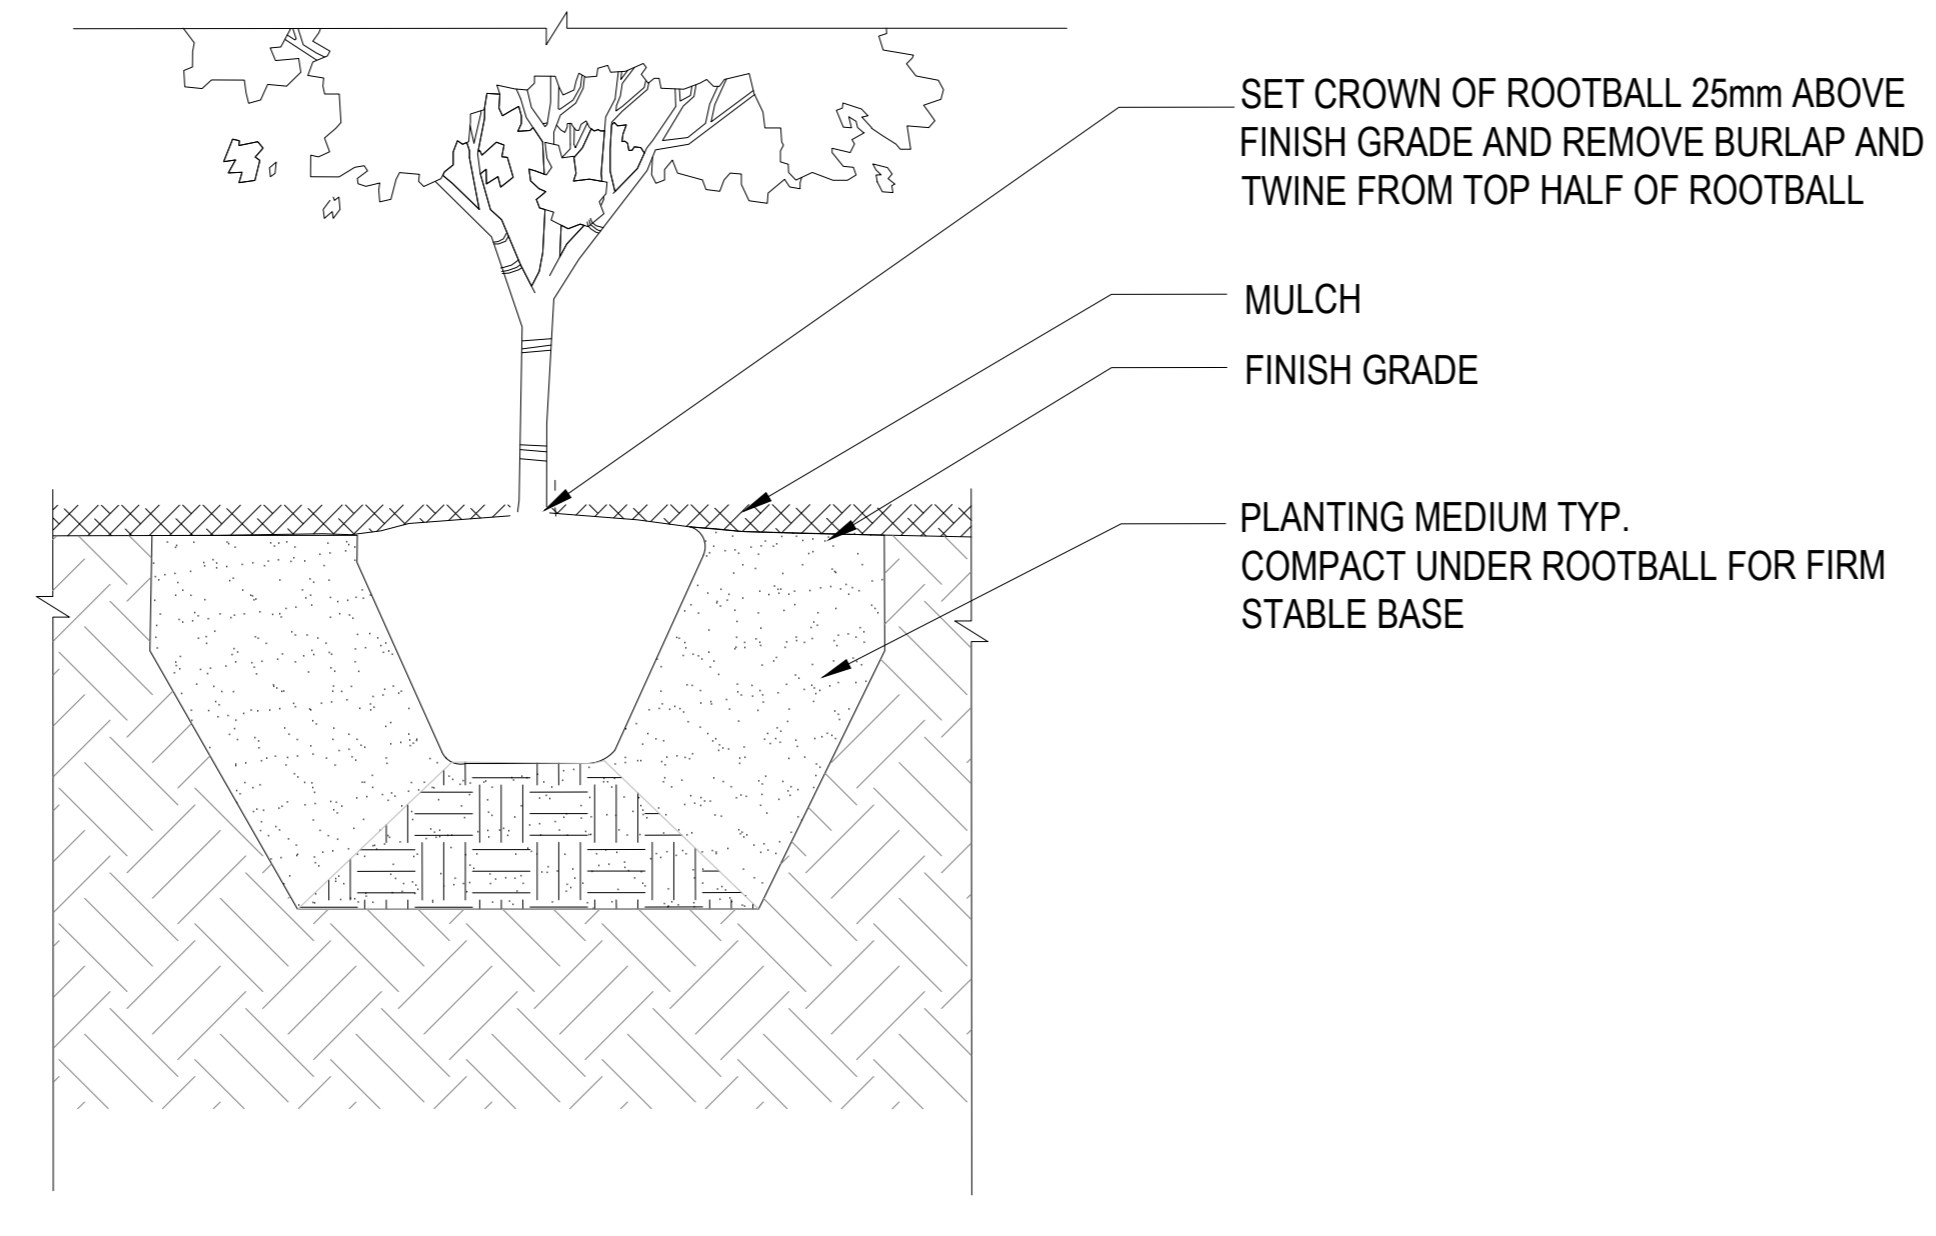 SET CROWN OF ROOTBALL 25mm ABOVE
FINISH GRADE AND REMOVE BURLAP AND
TWINE FROM TOP HALF OF ROOTBALL
MULCH
FINISH GRADE
PLANTING MEDIUM TYP.
COMPACT UNDER ROOTBALL FOR FIRM
STABLE BASE